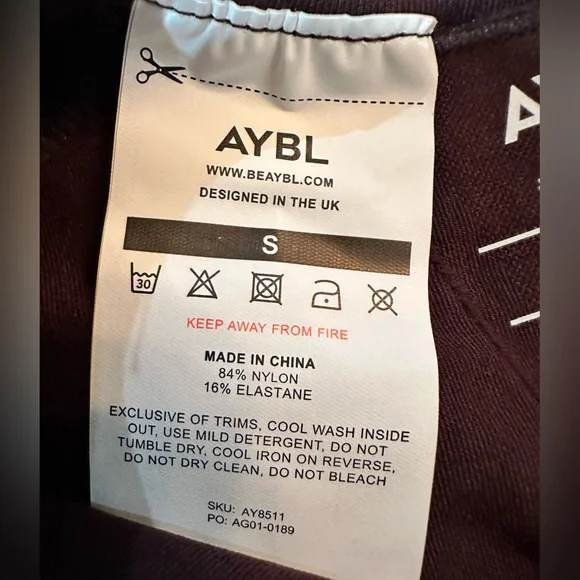 AYBL
WWW.BEAYBL.COM
DESIGNED IN THE UK
S
30
KEEP AWAY FROM FIRE
MADE IN CHINA
84% NYLON
16% ELASTANE
EXCLUSIVE OF TRIMS, COOL WASH INSIDE
OUT, USE MILD DETERGENT, DO NOT
TUMBLE DRY, COOL IRON ON REVERSE,
DO NOT DRY CLEAN, DO NOT BLEACH
SKU: AY8511
PO: AG01-0189